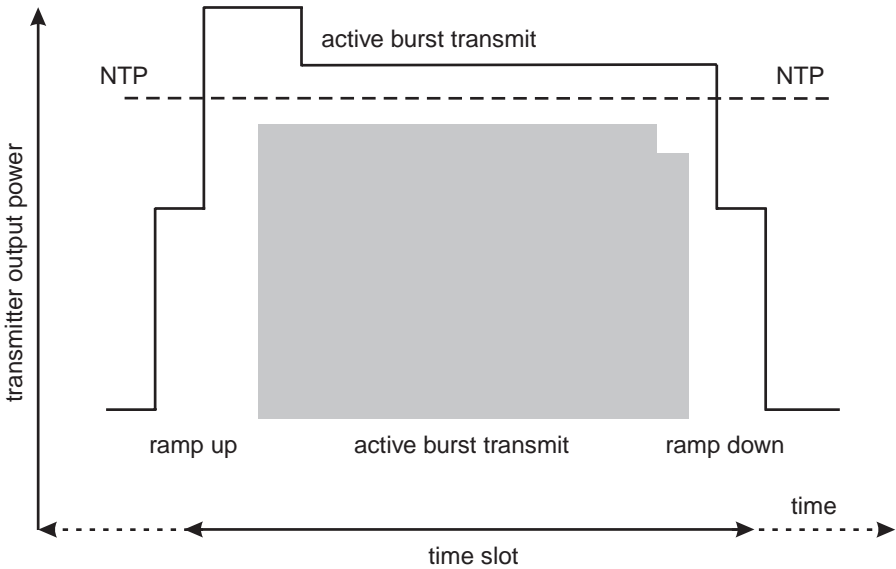 active burst transmit
NTP
NTP
transmitter output power
ramp up
active burst transmit
ramp down
time
time slot